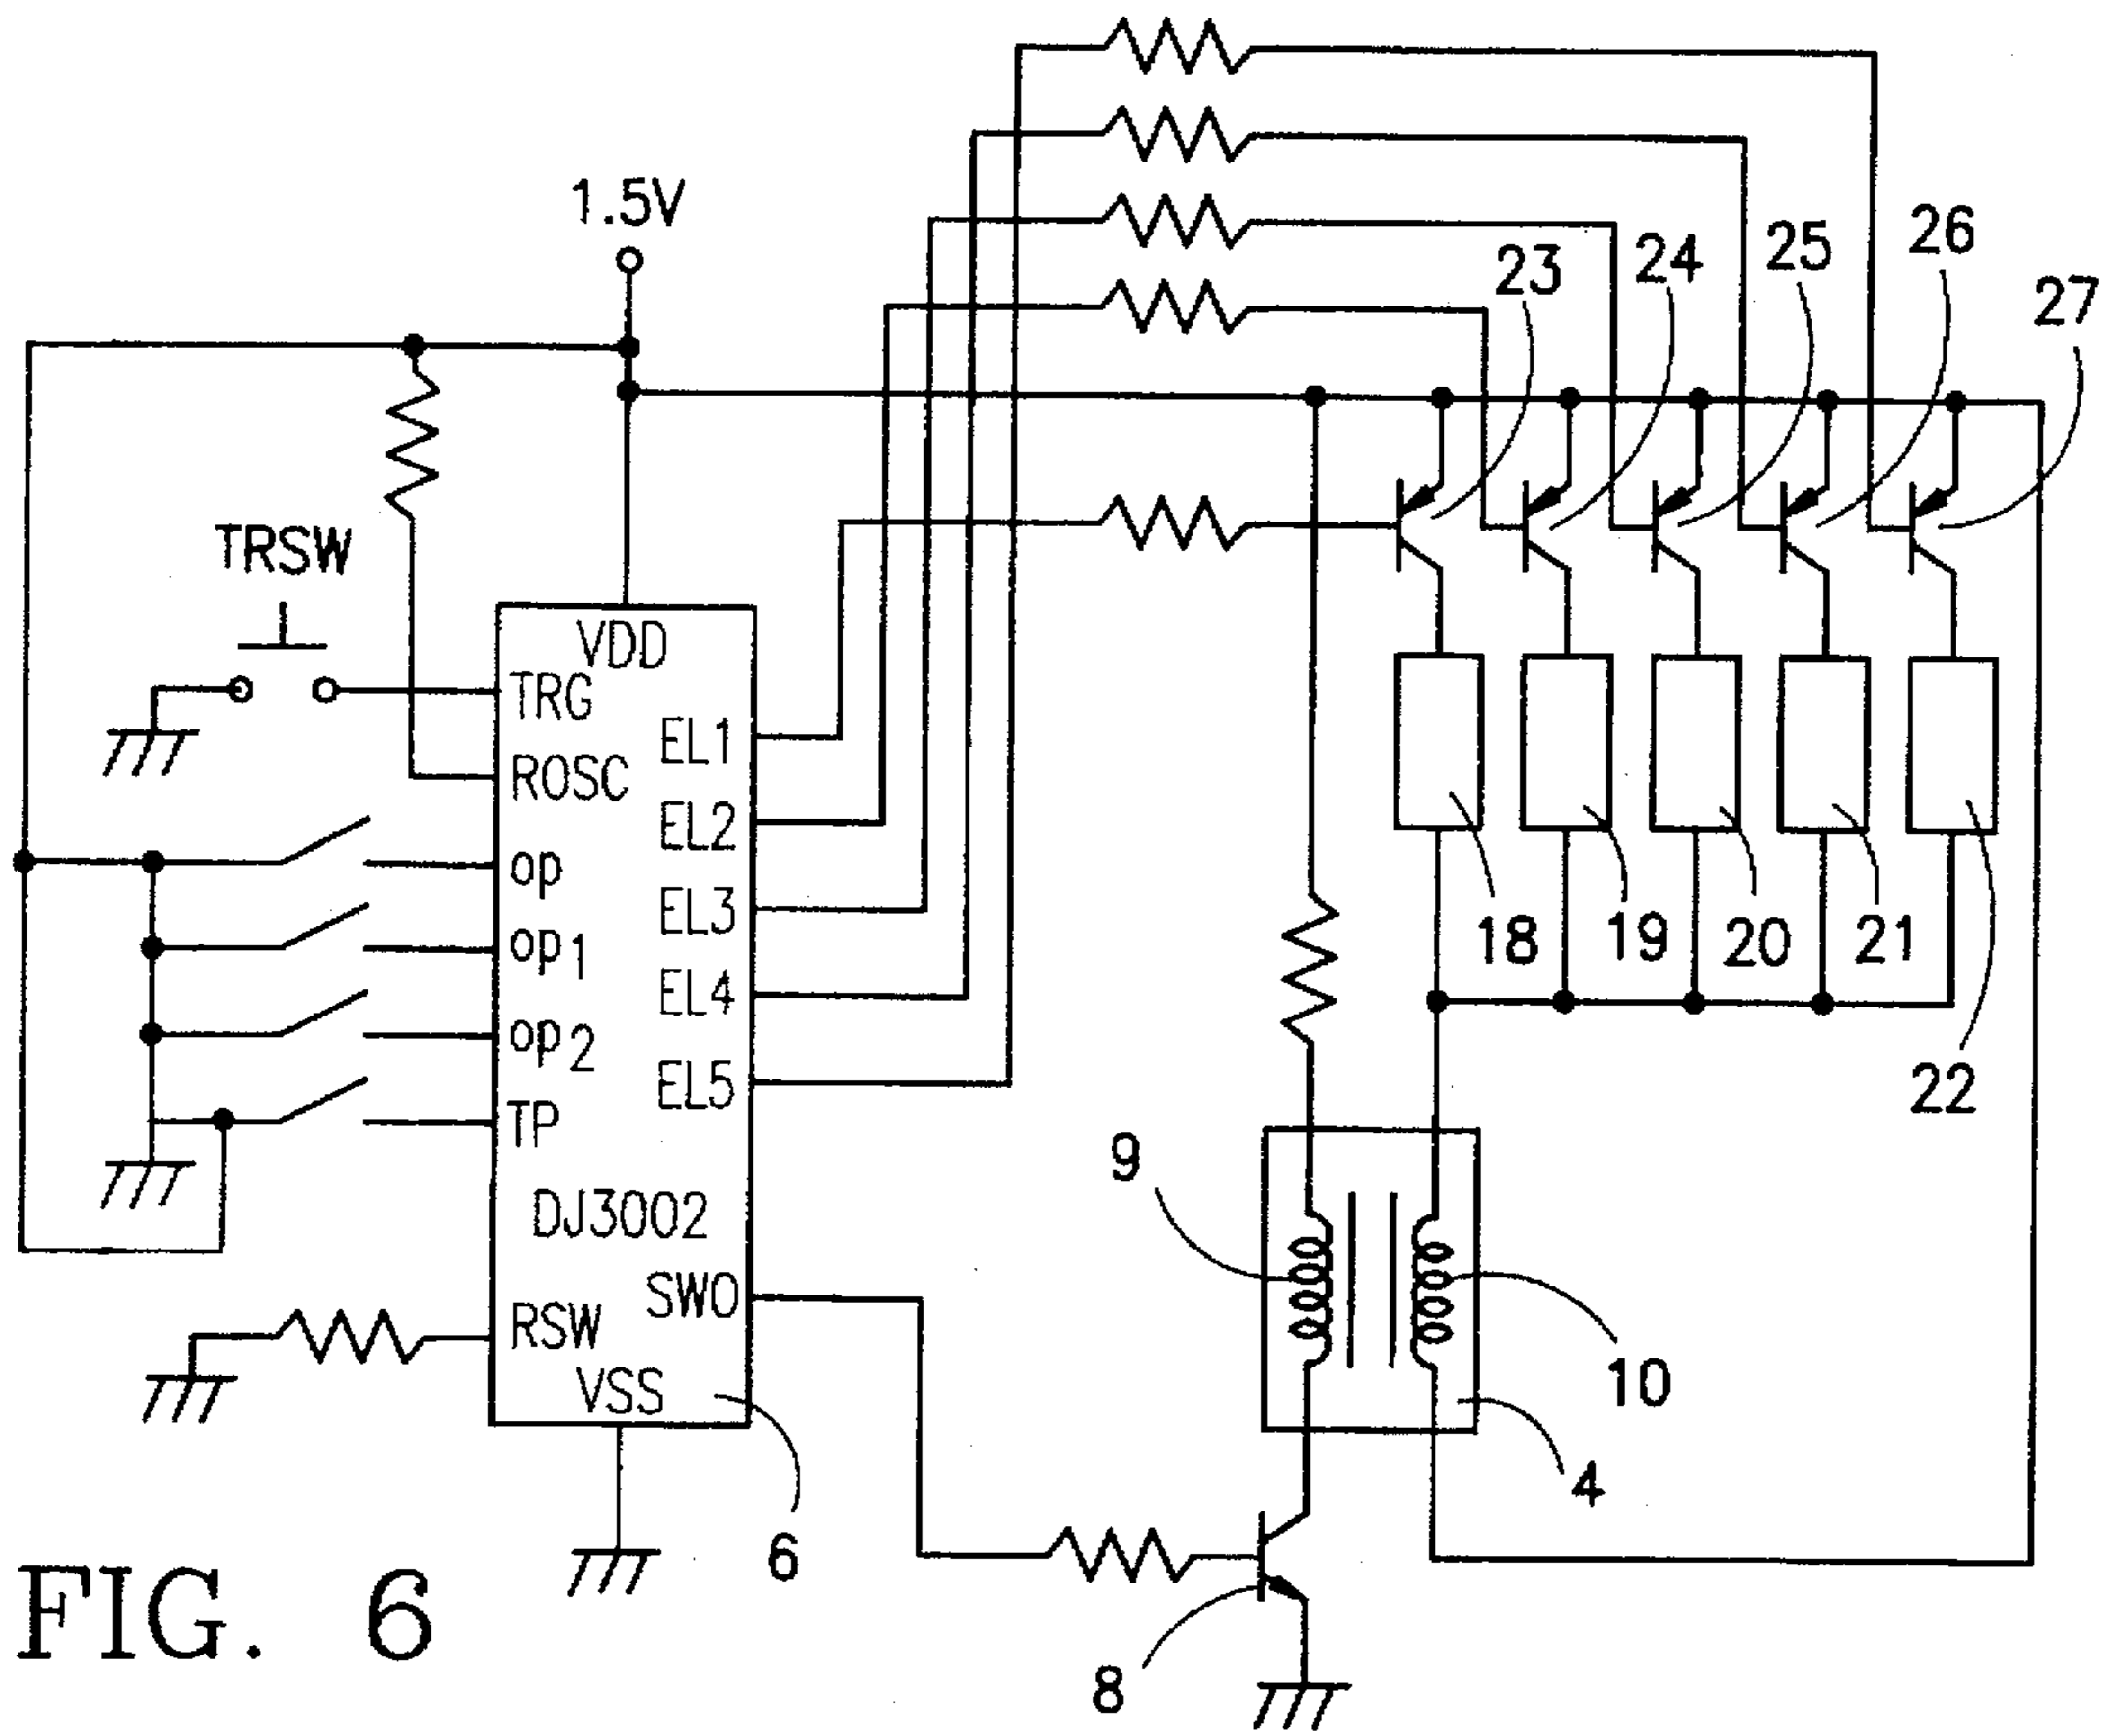 1.5V
23
24
25
26
27
TRSW
VDD
TRG
ROSC
EL1
EL2
op
EL3
op1
EL4
op2
EL5
TP
18
19
20
21
22
DJ3002
9
SWO
RSW
10
VSS
4
6
8
FIG. 6